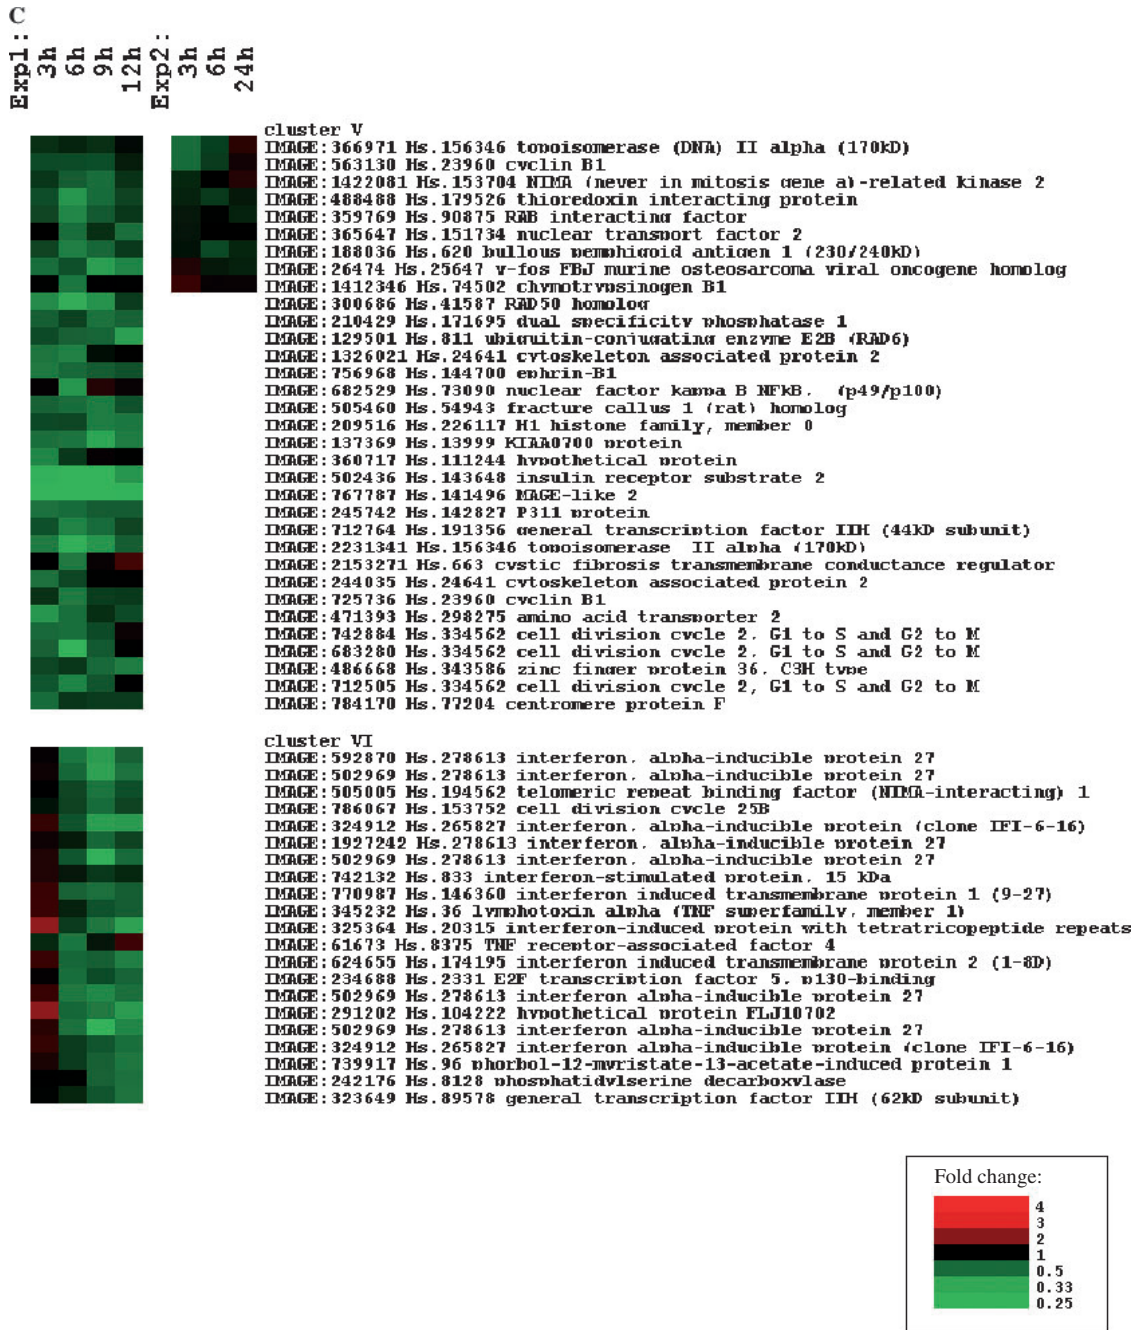 C
Exp1:
3h
6h
9h
12h
Exp2:
3h
6h
24h
cluster V
IMAGE:366971 Hs.156346 topoisomerase (DNA) II alpha (170kD)
IMAGE:563130 Hs.23960 cyclin B1
IMAGE:1422081 Hs.153704 NIMA (never in mitosis gene a)-related kinase 2
IMAGE:488488 Hs.179526 thioredoxin interacting protein
IMAGE:359769 Hs.90875 RAB interacting factor
IMAGE:365647 Hs.151734 nuclear transport factor 2
IMAGE:188036 Hs.620 bullous pemphigoid antigen 1 (230/240kD)
IMAGE:26474 Hs.25647 v-fos FBJ murine osteosarcoma viral oncogene homolog
IMAGE:1412346 Hs.74502 chymotrypsinogen B1
IMAGE:300686 Hs.41587 RAD50 homolog
IMAGE:210429 Hs.171695 dual specificity phosphatase 1
IMAGE:129501 Hs.811 ubiquitin-conjugating enzyme E2B (RAD6)
IMAGE:1326021 Hs.24641 cytoskeleton associated protein 2
IMAGE:756968 Hs.144700 ephrin-B1
IMAGE:682529 Hs.73090 nuclear factor kappa B NFkB, (p49/p100)
IMAGE:505460 Hs.54943 fracture callus 1 (rat) homolog
IMAGE:209516 Hs.226117 H1 histone family, member 0
IMAGE:137369 Hs.13999 KIAA0700 protein
IMAGE:360717 Hs.111244 hypothetical protein
IMAGE:502436 Hs.143648 insulin receptor substrate 2
IMAGE:767787 Hs.141496 MAGE-like 2
IMAGE:245742 Hs.142827 P311 protein
IMAGE:712764 Hs.191356 general transcription factor IIH (44kD subunit)
IMAGE:2231341 Hs.156346 topoisomerase II alpha (170kD)
IMAGE:2153271 Hs.663 cystic fibrosis transmembrane conductance regulator
IMAGE:244035 Hs.24641 cytoskeleton associated protein 2
IMAGE:725736 Hs.23960 cyclin B1
IMAGE:471393 Hs.298275 amino acid transporter 2
IMAGE:742884 Hs.334562 cell division cycle 2, G1 to S and G2 to M
IMAGE:683280 Hs.334562 cell division cycle 2, G1 to S and G2 to M
IMAGE:486668 Hs.343586 zinc finger protein 36, C3H type
IMAGE:712505 Hs.334562 cell division cycle 2, G1 to S and G2 to M
IMAGE:784170 Hs.77204 centromere protein F
cluster VI
IMAGE:592870 Hs.278613 interferon, alpha-inducible protein 27
IMAGE:502969 Hs.278613 interferon, alpha-inducible protein 27
IMAGE:505005 Hs.194562 telomeric repeat binding factor (NIMA-interacting) 1
IMAGE:786067 Hs.153752 cell division cycle 25B
IMAGE:324912 Hs.265827 interferon, alpha-inducible protein (clone IFI-6-16)
IMAGE:1927242 Hs.278613 interferon, alpha-inducible protein 27
IMAGE:502969 Hs.278613 interferon, alpha-inducible protein 27
IMAGE:742132 Hs.833 interferon-stimulated protein, 15 kDa
IMAGE:770987 Hs.146360 interferon induced transmembrane protein 1 (9-27)
IMAGE:345232 Hs.36 lymphotoxin alpha (TNF superfamily, member 1)
IMAGE:325364 Hs.20315 interferon-induced protein with tetratricopeptide repeats
IMAGE:61673 Hs.8375 TNF receptor-associated factor 4
IMAGE:624655 Hs.174195 interferon induced transmembrane protein 2 (1-8D)
IMAGE:234688 Hs.2331 E2F transcription factor 5, p130-binding
IMAGE:502969 Hs.278613 interferon alpha-inducible protein 27
IMAGE:291202 Hs.104222 hypothetical protein FLJ10702
IMAGE:502969 Hs.278613 interferon alpha-inducible protein 27
IMAGE:324912 Hs.265827 interferon alpha-inducible protein (clone IFI-6-16)
IMAGE:739917 Hs.96 phorbol-12-myristate-13-acetate-induced protein 1
IMAGE:242176 Hs.8128 phosphatidylserine decarboxylase
IMAGE:323649 Hs.89578 general transcription factor IIH (62kD subunit)
Fold change:
4
3
2
1
0.5
0.33
0.25